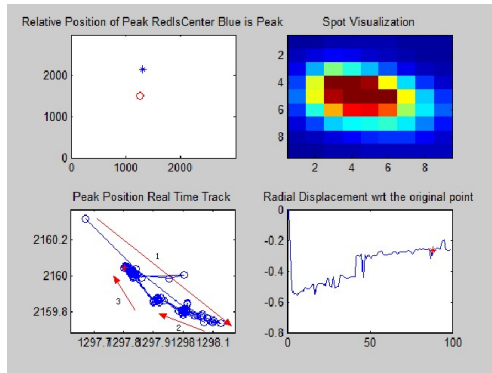 Relative Position of Peak RedIsCenter Blue is Peak
2000
1000
0
0 1000 2000
Spot Visualization
2
4
6
8
2 4 6 8
Peak Position Real Time Track
2160.2
2160
2159.8
1
2
3
1297.7 1297.8 1297.9 1298 1298.1
Radial Displacement wrt the original point
0
-0.2
-0.4
-0.6
-0.8
0 50 100